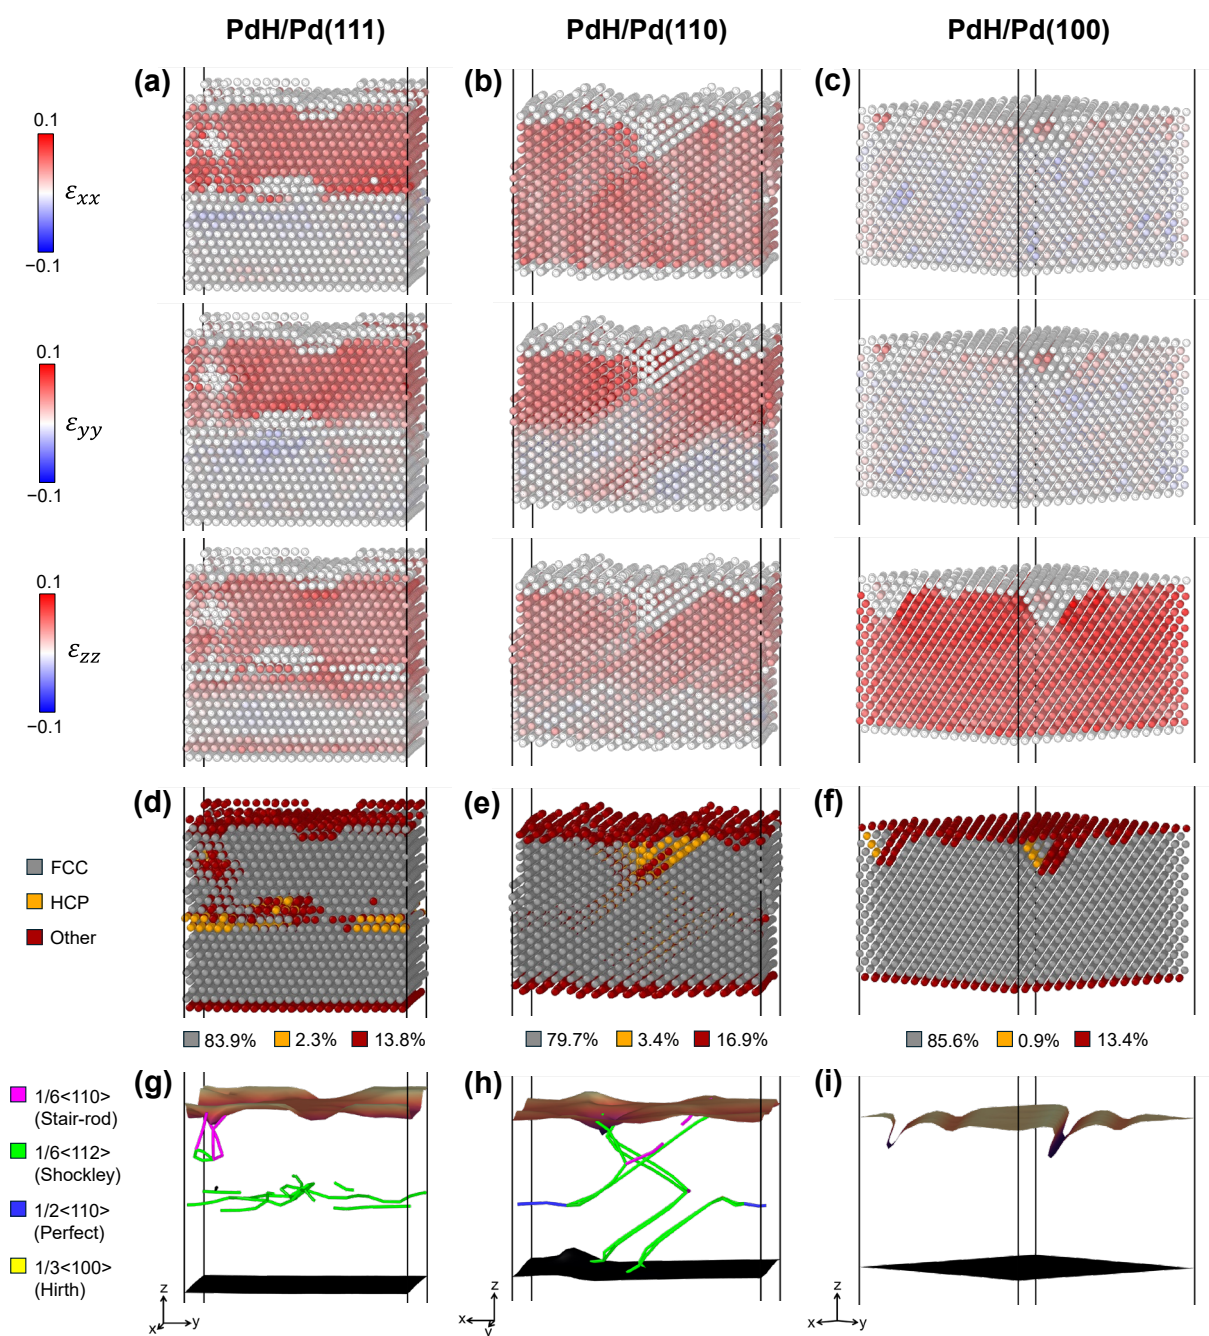 PdH/Pd(111)
PdH/Pd(110)
PdH/Pd(100)
(a)
(b)
(c)
0.1
εxx
−0.1
0.1
εyy
−0.1
0.1
εzz
−0.1
(d)
(e)
(f)
FCC
HCP
Other
83.9% 2.3% 13.8%
79.7% 3.4% 16.9%
85.6% 0.9% 13.4%
(g)
(h)
(i)
1/6<110>
(Stair-rod)
1/6<112>
(Shockley)
1/2<110>
(Perfect)
1/3<100>
(Hirth)
z
x
y
z
x
y
z
x
y